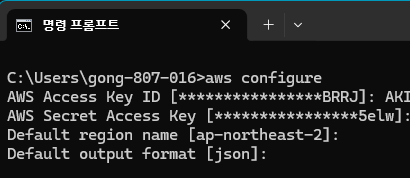 명령 프롬프트
C:\Users\gong-807-016>aws configure
AWS Access Key ID [****************BRRJ]: AKI
AWS Secret Access Key [****************5elw]:
Default region name [ap-northeast-2]:
Default output format [json]: